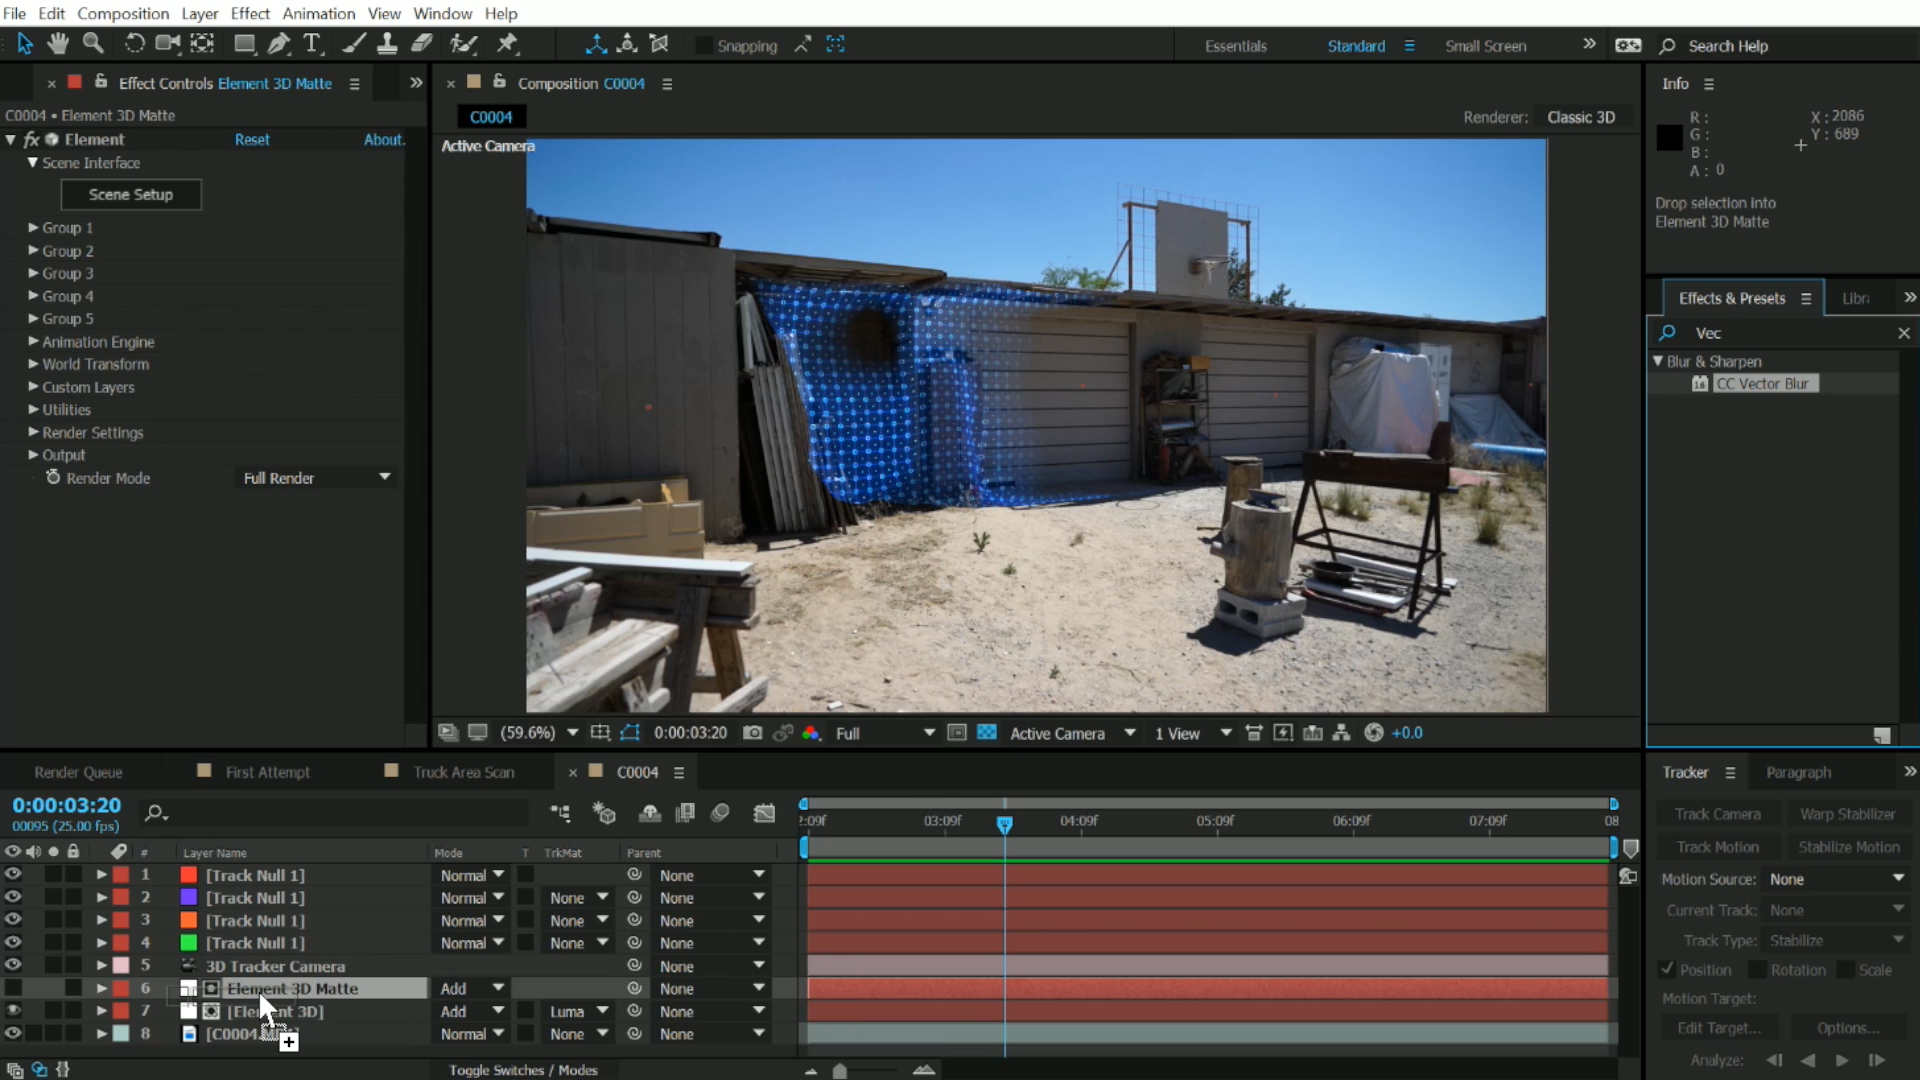 File Edit Composition Layer Effect Animation View Window Help
Snapping
Essentials Standard Small Screen Search Help
Effect Controls Element 3D Matte
Composition C0004
Info
C0004 • Element 3D Matte
C0004
Renderer: Classic 3D
R:
G:
B:
A: 0
X: 2086
Y: 689
fx Element Reset About.
Active Camera
Scene Interface
Scene Setup
Drop selection into
Element 3D Matte
Group 1
Group 2
Group 3
Group 4
Group 5
Animation Engine
World Transform
Custom Layers
Utilities
Render Settings
Output
Render Mode Full Render
Effects & Presets Libr
Vec
Blur & Sharpen
16 CC Vector Blur
(59.6%) 0:00:03:20 Full Active Camera 1 View +0.0
Render Queue First Attempt Truck Area Scan C0004
Tracker Paragraph
0:00:03:20
00095 (25.00 fps)
2:09f 03:09f 04:09f 05:09f 06:09f 07:09f 08
# Layer Name Mode T TrkMat Parent
1 [Track Null 1] Normal None
2 [Track Null 1] Normal None None
3 [Track Null 1] Normal None None
4 [Track Null 1] Normal None None
5 3D Tracker Camera None
6 Element 3D Matte Add None
7 [Element 3D] Add Luma None
8 Normal None None
Toggle Switches / Modes
Track Camera Warp Stabilizer
Track Motion Stabilize Motion
Motion Source: None
Current Track: None
Track Type: Stabilize
Position Rotation Scale
Motion Target:
Edit Target... Options...
Analyze: